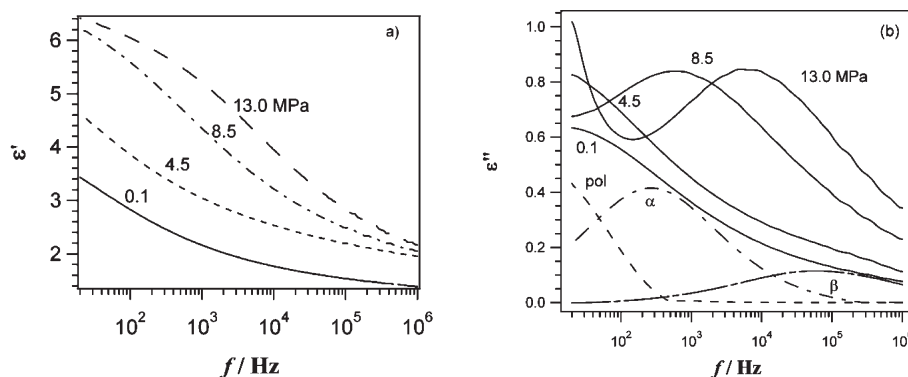 a)
6
5
4
3
2
13.0 MPa
8.5
4.5
0.1
ε'
10² 10³ 10⁴ 10⁵ 10⁶
f / Hz
(b)
1.0
0.8
0.6
0.4
0.2
0.0
8.5
13.0 MPa
4.5
0.1
pol
α
β
ε''
10² 10³ 10⁴ 10⁵ 10⁶
f / Hz